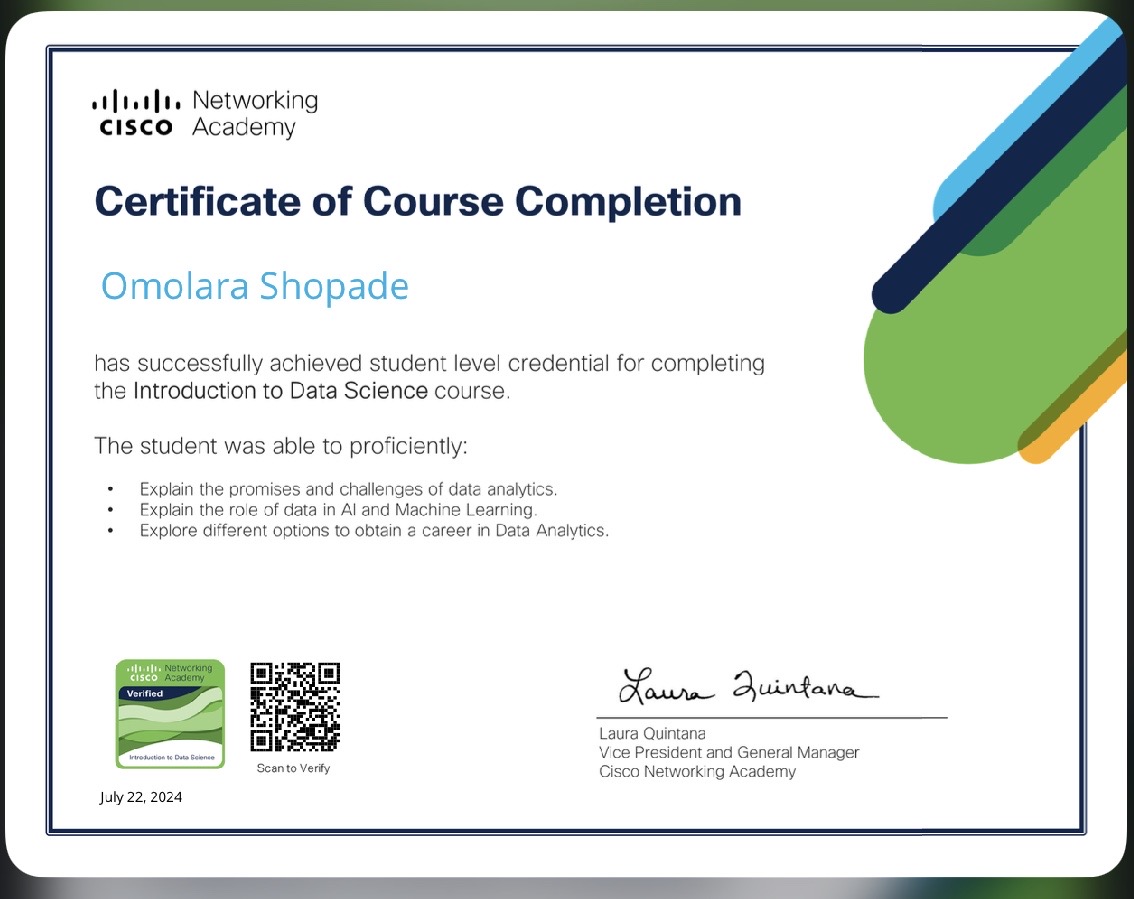 CISCO Networking
Academy
Certificate of Course Completion
Omolara Shopade
has successfully achieved student level credential for completing
the Introduction to Data Science course.
The student was able to proficiently:
• Explain the promises and challenges of data analytics.
• Explain the role of data in AI and Machine Learning.
• Explore different options to obtain a career in Data Analytics.
CISCO Networking
Academy
Verified
Introduction to Data Science
Scan to Verify
July 22, 2024
Laura Quintana
Laura Quintana
Vice President and General Manager
Cisco Networking Academy